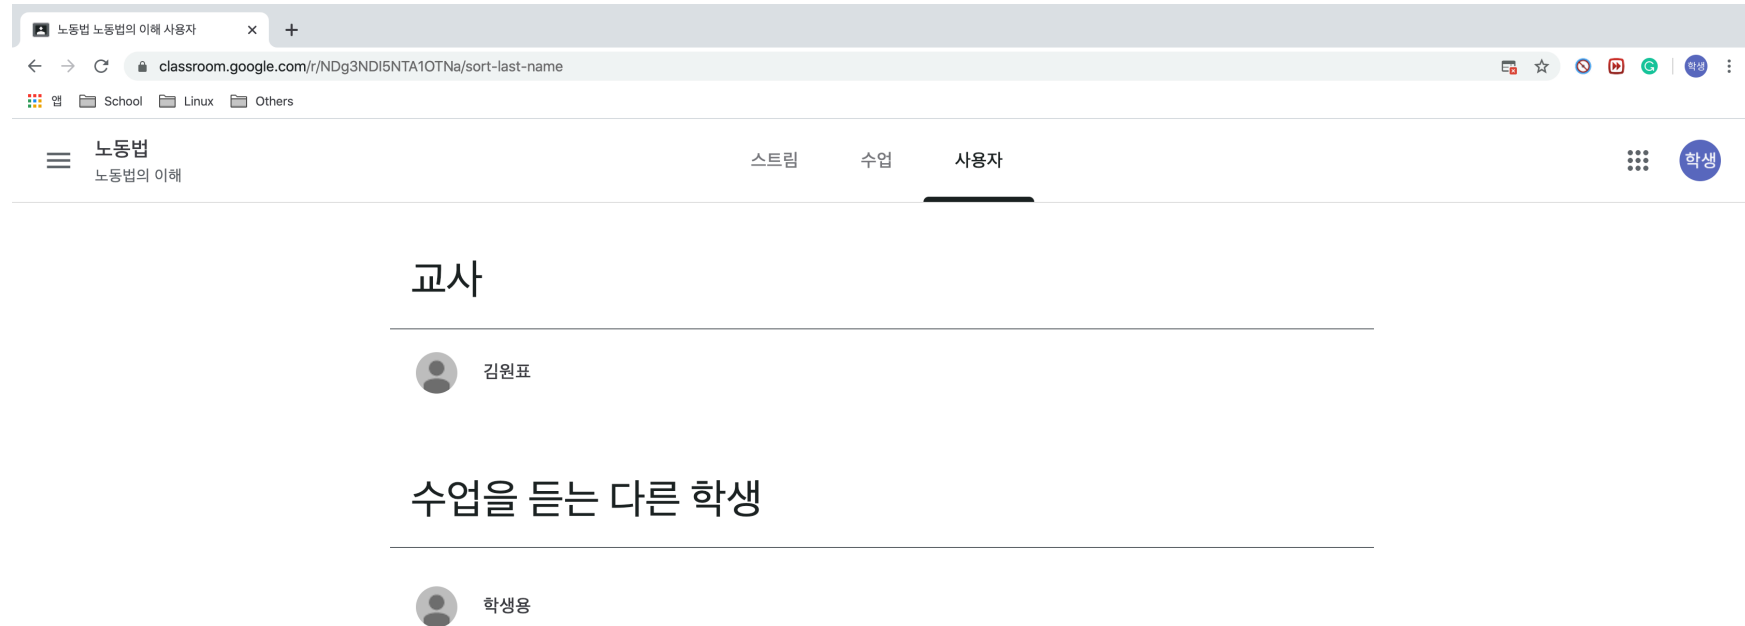 노동법 노동법의 이해 사용자
classroom.google.com/r/NDg3NDI5NTA1OTNa/sort-last-name
학생
앱 School Linux Others
노동법
노동법의 이해
스트림 수업 사용자
학생
교사
김원표
수업을 듣는 다른 학생
학생용